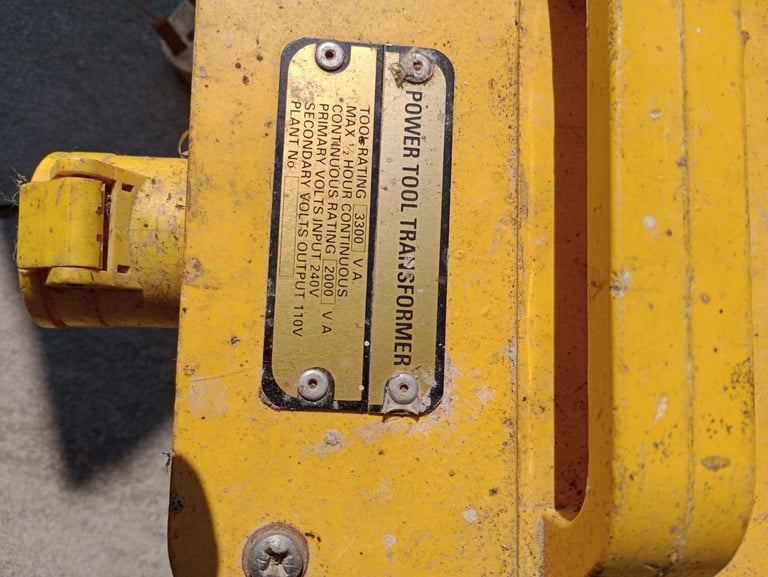 POWER TOOL TRANSFORMER
TOOL RATING 3300 V A
MAX ½ HOUR CONTINUOUS
CONTINUOUS RATING 2000 V A
PRIMARY VOLTS INPUT 240V
SECONDARY VOLTS OUTPUT 110V
PLANT No